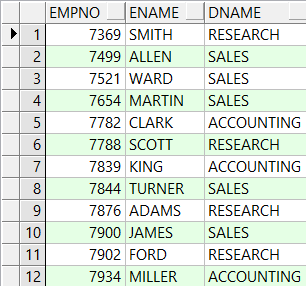 EMPNO ENAME DNAME
1 7369 SMITH RESEARCH
2 7499 ALLEN SALES
3 7521 WARD SALES
4 7654 MARTIN SALES
5 7782 CLARK ACCOUNTING
6 7788 SCOTT RESEARCH
7 7839 KING ACCOUNTING
8 7844 TURNER SALES
9 7876 ADAMS RESEARCH
10 7900 JAMES SALES
11 7902 FORD RESEARCH
12 7934 MILLER ACCOUNTING